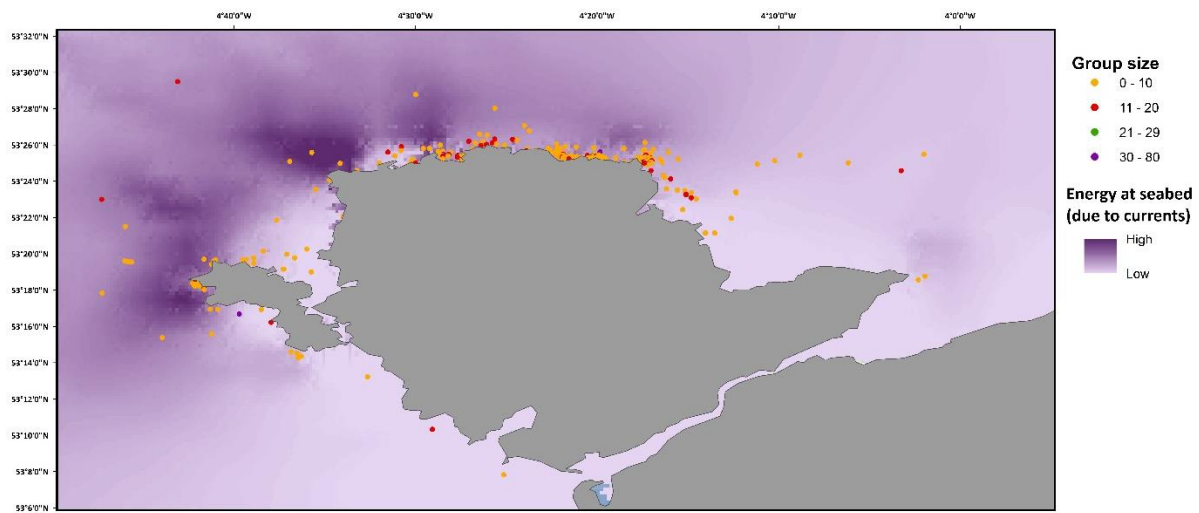 4°40'0"W 4°30'0"W 4°20'0"W 4°10'0"W 4°0'0"W
53°32'0"N
53°30'0"N
53°28'0"N
53°26'0"N
53°24'0"N
53°22'0"N
53°20'0"N
53°18'0"N
53°16'0"N
53°14'0"N
53°12'0"N
53°10'0"N
53°8'0"N
53°6'0"N
Group size
0 - 10
11 - 20
21 - 29
30 - 80
Energy at seabed
(due to currents)
High
Low